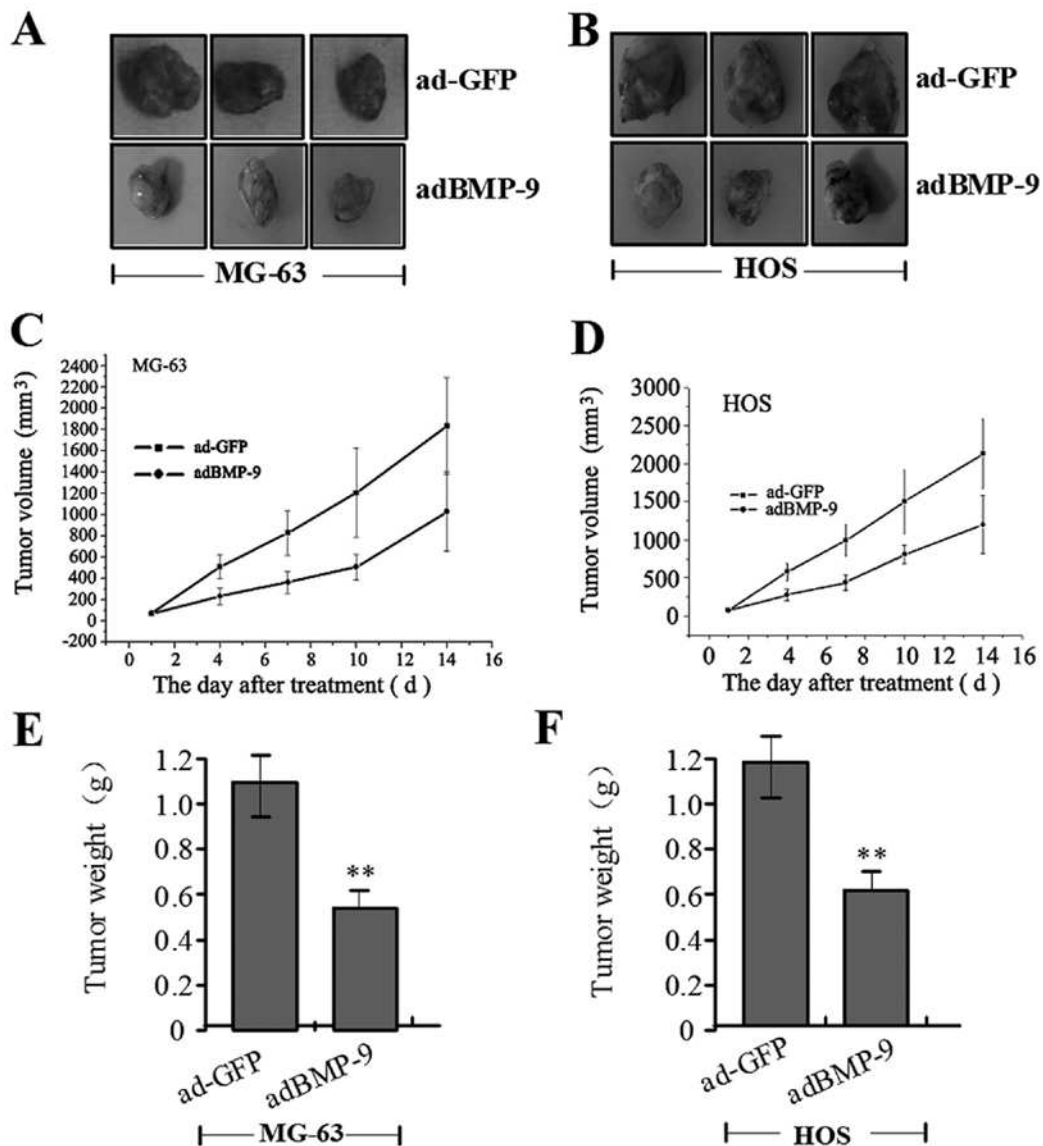 A
ad-GFP
adBMP-9
MG-63
B
ad-GFP
adBMP-9
HOS
C
MG-63
ad-GFP
adBMP-9
Tumor volume (mm³)
2400
2200
2000
1800
1600
1400
1200
1000
800
600
400
200
0
-200
0 2 4 6 8 10 12 14 16
The day after treatment ( d )
D
HOS
ad-GFP
adBMP-9
Tumor volume (mm³)
3000
2500
2000
1500
1000
500
0
0 2 4 6 8 10 12 14 16
The day after treatment ( d )
E
Tumor weight (g)
1.2
1.0
0.8
0.6
0.4
0.2
0
**
ad-GFP
adBMP-9
MG-63
F
Tumor weight (g)
1.2
1.0
0.8
0.6
0.4
0.2
0
**
ad-GFP
adBMP-9
HOS